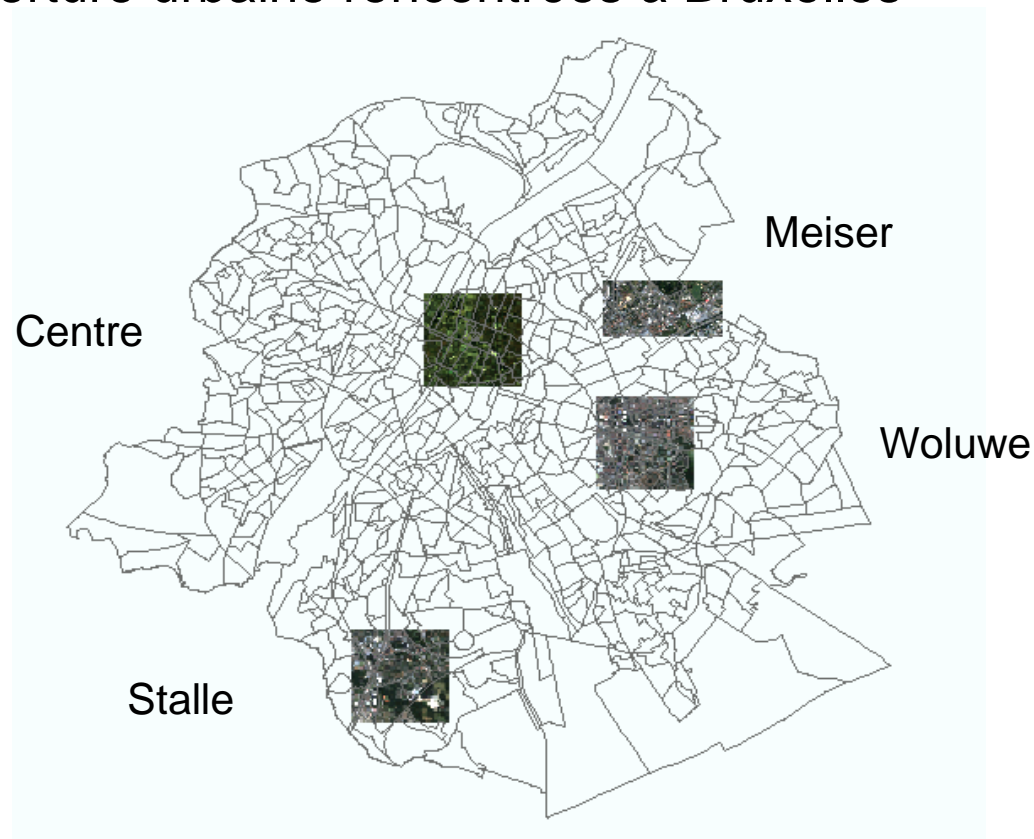 urbaine rencontrées à Bruxelles
Meiser
Centre
Woluwe
Stalle